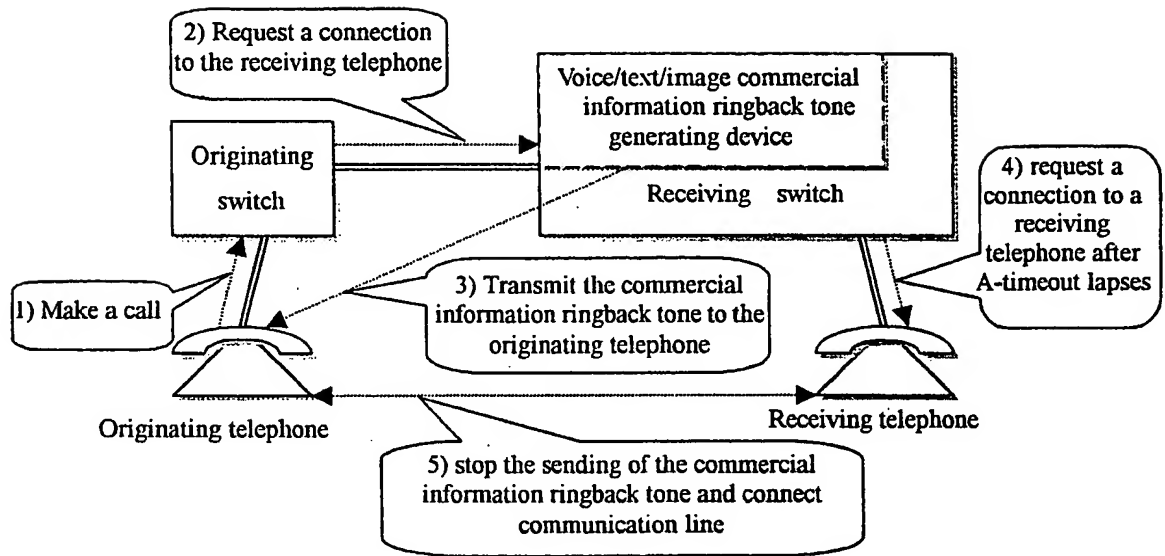 2) Request a connection
to the receiving telephone
Voice/text/image commercial
information ringback tone
generating device
Originating
switch
Receiving switch
4) request a
connection to a
receiving
telephone after
A-timeout lapses
1) Make a call
3) Transmit the commercial
information ringback tone to the
originating telephone
Originating telephone
Receiving telephone
5) stop the sending of the commercial
information ringback tone and connect
communication line